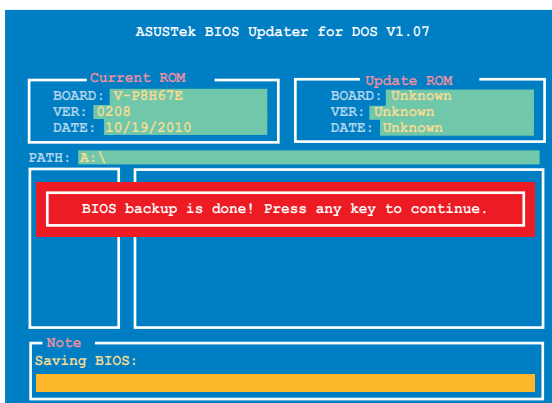 ASUSTek BIOS Updater for DOS V1.07
Current ROM
BOARD: V-P8H67E
VER: 0208
DATE: 10/19/2010
Update ROM
BOARD: Unknown
VER: Unknown
DATE: Unknown
PATH: A:\
BIOS backup is done! Press any key to continue.
Note
Saving BIOS: